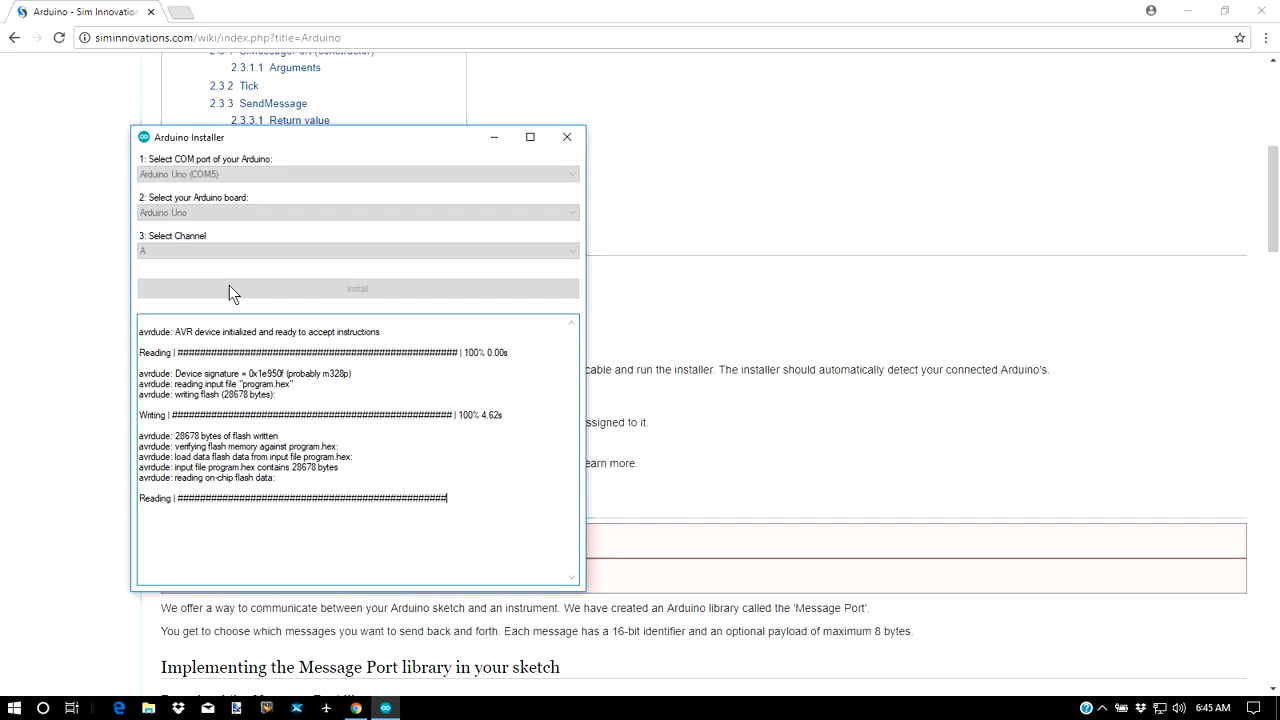 Arduino - Sim Innovation
siminnovations.com/wiki/index.php?title=Arduino
2.3.1.1 Arguments
2.3.2 Tick
2.3.3 SendMessage
2.3.3.1 Return value
Arduino Installer
1: Select COM port of your Arduino:
Arduino Uno (COM5)
2: Select your Arduino board:
Arduino Uno
3: Select Channel
A
Install
avrdude: AVR device initialized and ready to accept instructions
Reading | ################################################## | 100% 0.00s
avrdude: Device signature = 0x1e950f (probably m328p)
avrdude: reading input file "program.hex"
avrdude: writing flash (28678 bytes):
Writing | ################################################## | 100% 4.62s
avrdude: 28678 bytes of flash written
avrdude: verifying flash memory against program.hex:
avrdude: load data flash data from input file program.hex:
avrdude: input file program.hex contains 28678 bytes
avrdude: reading on-chip flash data:
Reading | ################################################
cable and run the installer. The installer should automatically detect your connected Arduino's.
ssigned to it.
earn more.
We offer a way to communicate between your Arduino sketch and an instrument. We have created an Arduino library called the 'Message Port'.
You get to choose which messages you want to send back and forth. Each message has a 16-bit identifier and an optional payload of maximum 8 bytes.
Implementing the Message Port library in your sketch
6:45 AM